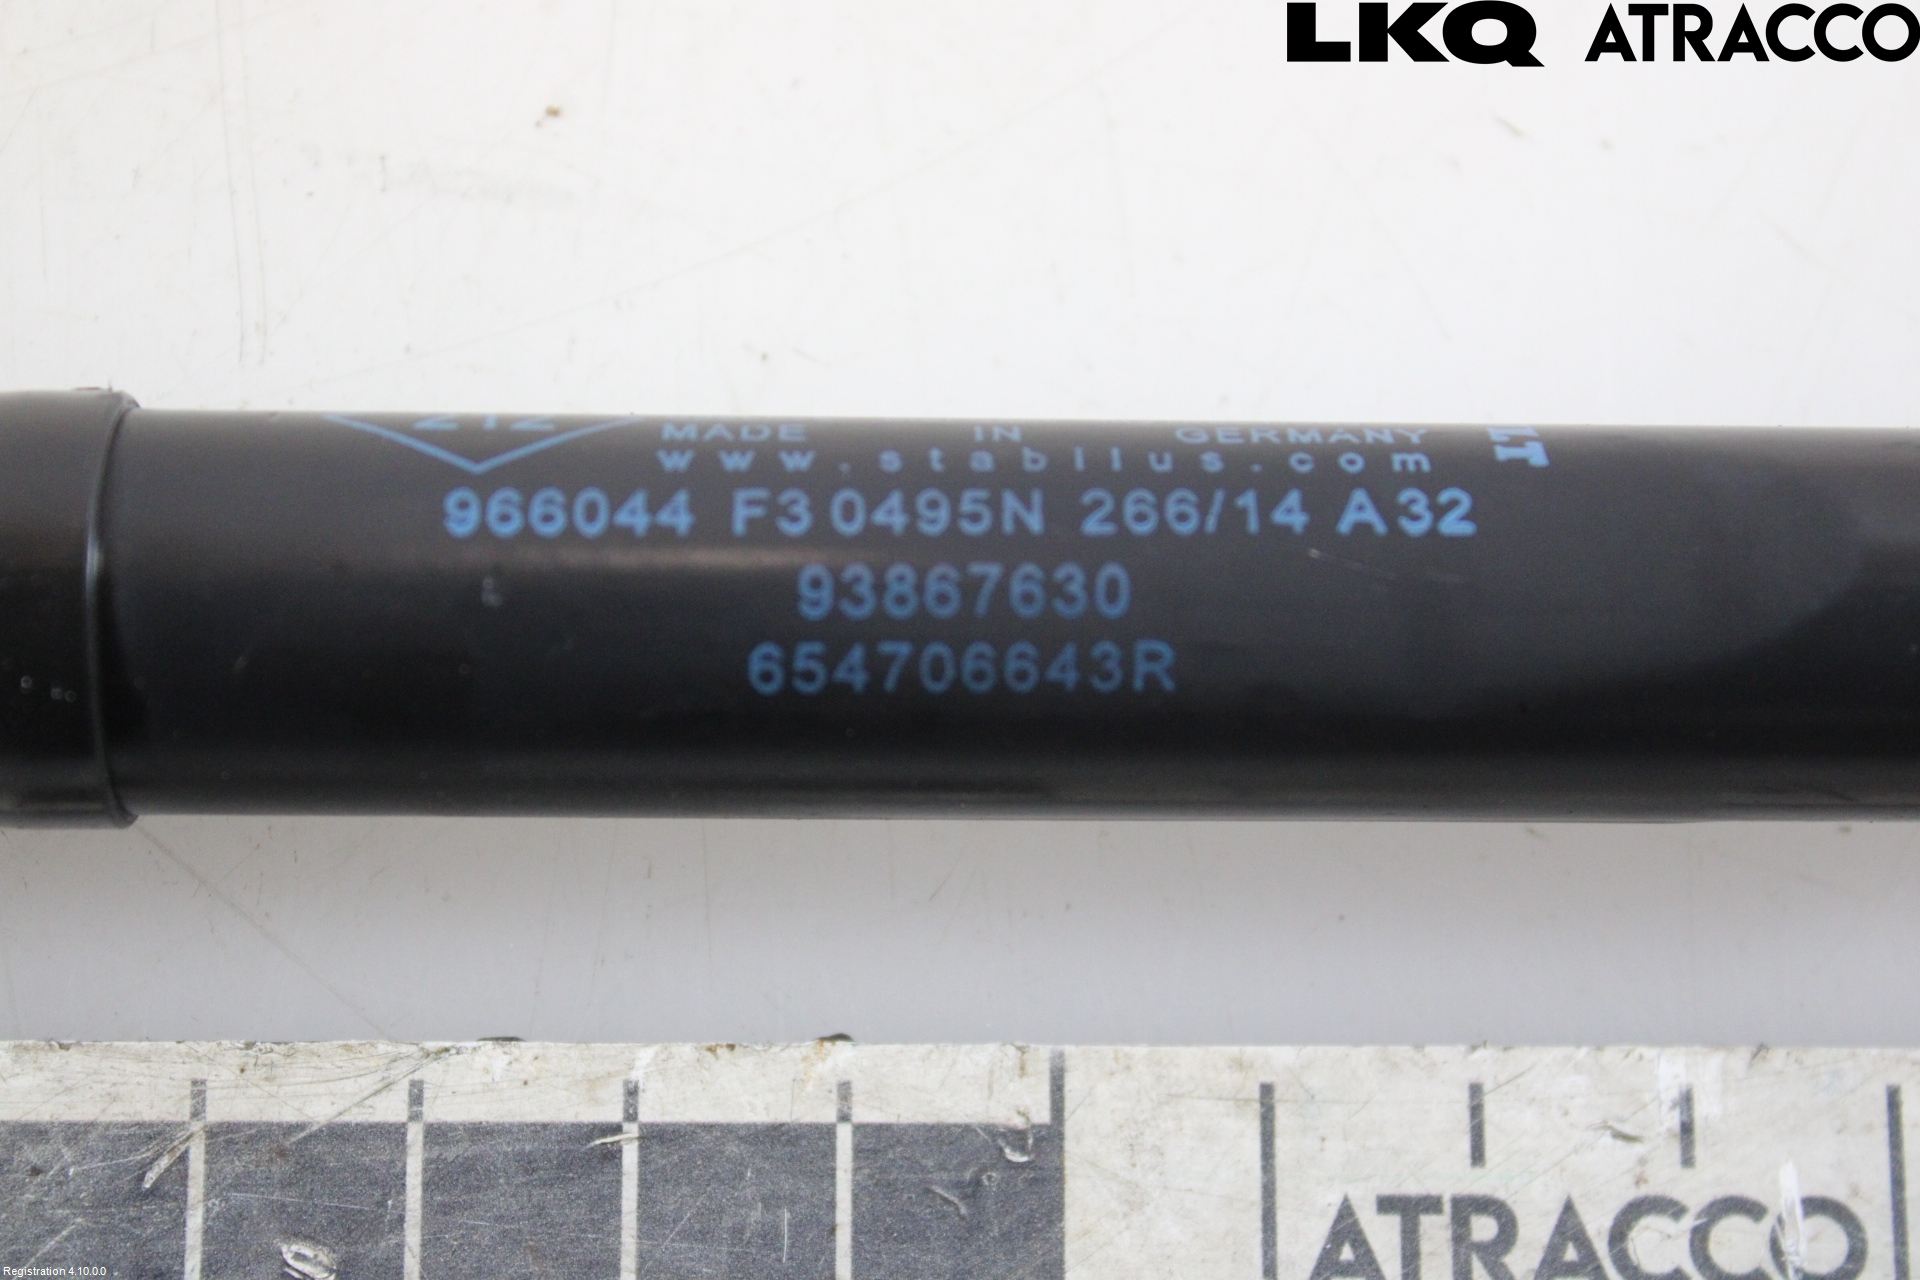 LKQ ATRACCO
MADE IN GERMANY
www.stabilus.com
966044 F3 0495N 266/14 A32
93867630
654706643R
ATRACCO
Registration 4.10.0.0